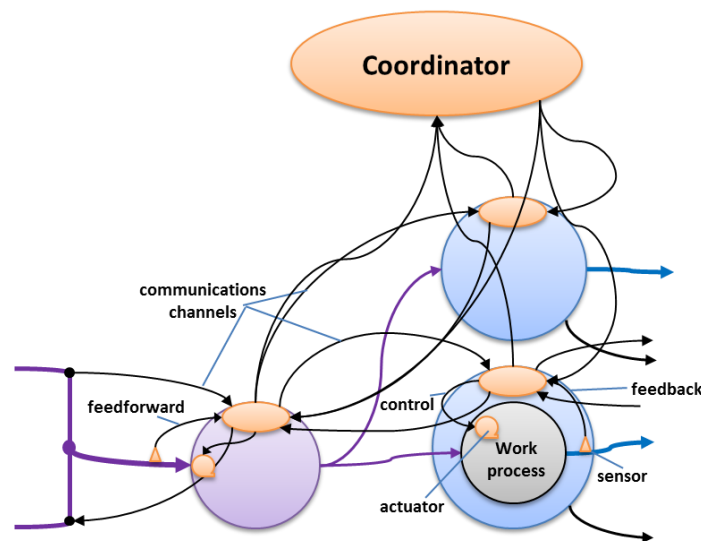 Coordinator
communications
channels
feedforward
control
feedback
Work
process
actuator
sensor